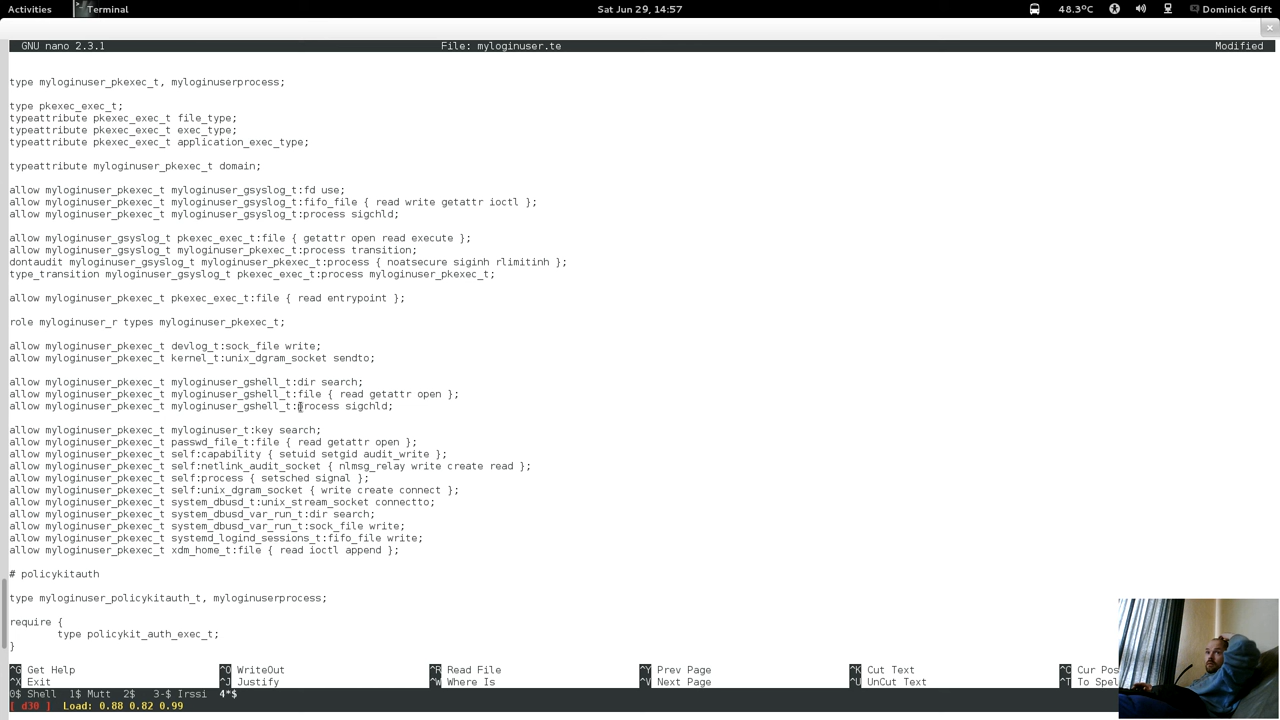 Activities Terminal Sat Jun 29, 14:57 48.3°C Dominick Grift
GNU nano 2.3.1 File: myloginuser.te Modified
type myloginuser_pkexec_t, myloginuserprocess;
type pkexec_exec_t;
typeattribute pkexec_exec_t file_type;
typeattribute pkexec_exec_t exec_type;
typeattribute pkexec_exec_t application_exec_type;
typeattribute myloginuser_pkexec_t domain;
allow myloginuser_pkexec_t myloginuser_gsyslog_t:fd use;
allow myloginuser_pkexec_t myloginuser_gsyslog_t:fifo_file { read write getattr ioctl };
allow myloginuser_pkexec_t myloginuser_gsyslog_t:process sigchld;
allow myloginuser_gsyslog_t pkexec_exec_t:file { getattr open read execute };
allow myloginuser_gsyslog_t myloginuser_pkexec_t:process transition;
dontaudit myloginuser_gsyslog_t myloginuser_pkexec_t:process { noatsecure siginh rlimitinh };
type_transition myloginuser_gsyslog_t pkexec_exec_t:process myloginuser_pkexec_t;
allow myloginuser_pkexec_t pkexec_exec_t:file { read entrypoint };
role myloginuser_r types myloginuser_pkexec_t;
allow myloginuser_pkexec_t devlog_t:sock_file write;
allow myloginuser_pkexec_t kernel_t:unix_dgram_socket sendto;
allow myloginuser_pkexec_t myloginuser_gshell_t:dir search;
allow myloginuser_pkexec_t myloginuser_gshell_t:file { read getattr open };
allow myloginuser_pkexec_t myloginuser_gshell_t:process sigchld;
allow myloginuser_pkexec_t myloginuser_t:key search;
allow myloginuser_pkexec_t passwd_file_t:file { read getattr open };
allow myloginuser_pkexec_t self:capability { setuid setgid audit_write };
allow myloginuser_pkexec_t self:netlink_audit_socket { nlmsg_relay write create read };
allow myloginuser_pkexec_t self:process { setsched signal };
allow myloginuser_pkexec_t self:unix_dgram_socket { write create connect };
allow myloginuser_pkexec_t system_dbusd_t:unix_stream_socket connectto;
allow myloginuser_pkexec_t system_dbusd_var_run_t:dir search;
allow myloginuser_pkexec_t system_dbusd_var_run_t:sock_file write;
allow myloginuser_pkexec_t systemd_logind_sessions_t:fifo_file write;
allow myloginuser_pkexec_t xdm_home_t:file { read ioctl append };
# policykitauth
type myloginuser_policykitauth_t, myloginuserprocess;
require {
type policykit_auth_exec_t;
}
^G Get Help ^O WriteOut ^R Read File ^Y Prev Page ^K Cut Text ^C Cur Pos
^X Exit ^J Justify ^W Where Is ^V Next Page ^U UnCut Text ^T To Spel
0$ Shell 1$ Mutt 2$ 3-$ Irssi 4*$
[ d30 ] Load: 0.88 0.82 0.99